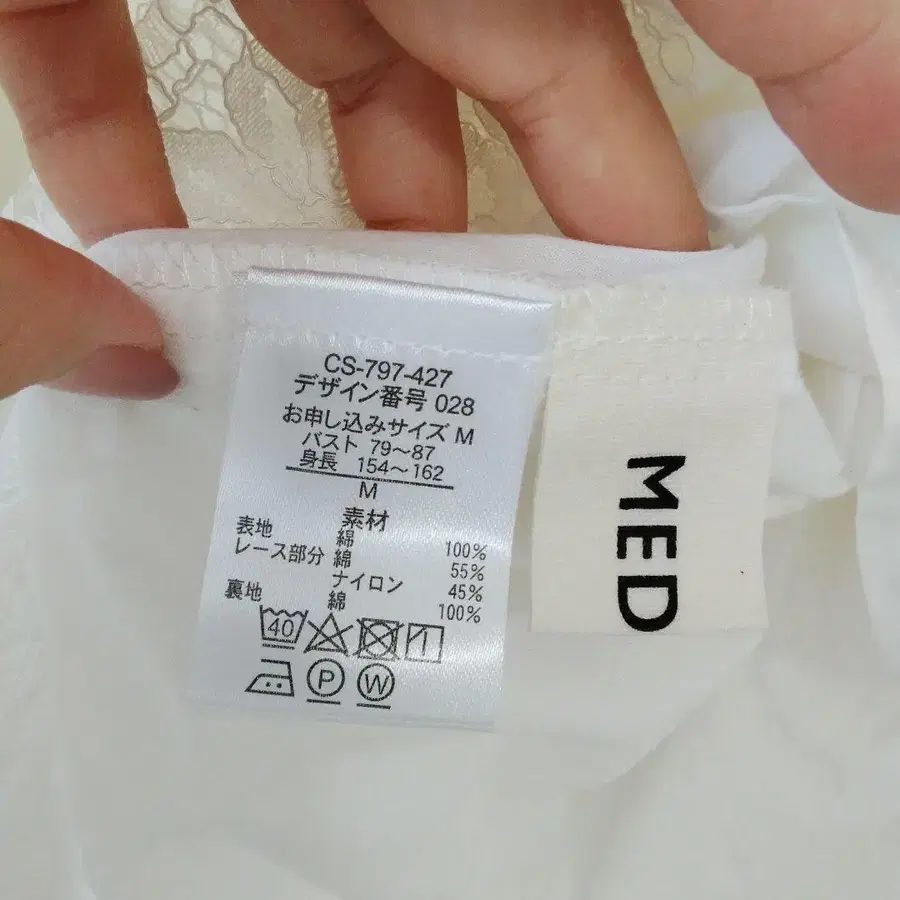 CS-797-427
デザイン番号 028
お申し込みサイズ M
バスト 79～87
身長 154～162
M
素材
表地 綿 100%
レース部分 綿 55%
ナイロン 45%
裏地 綿 100%
40
P W
MED